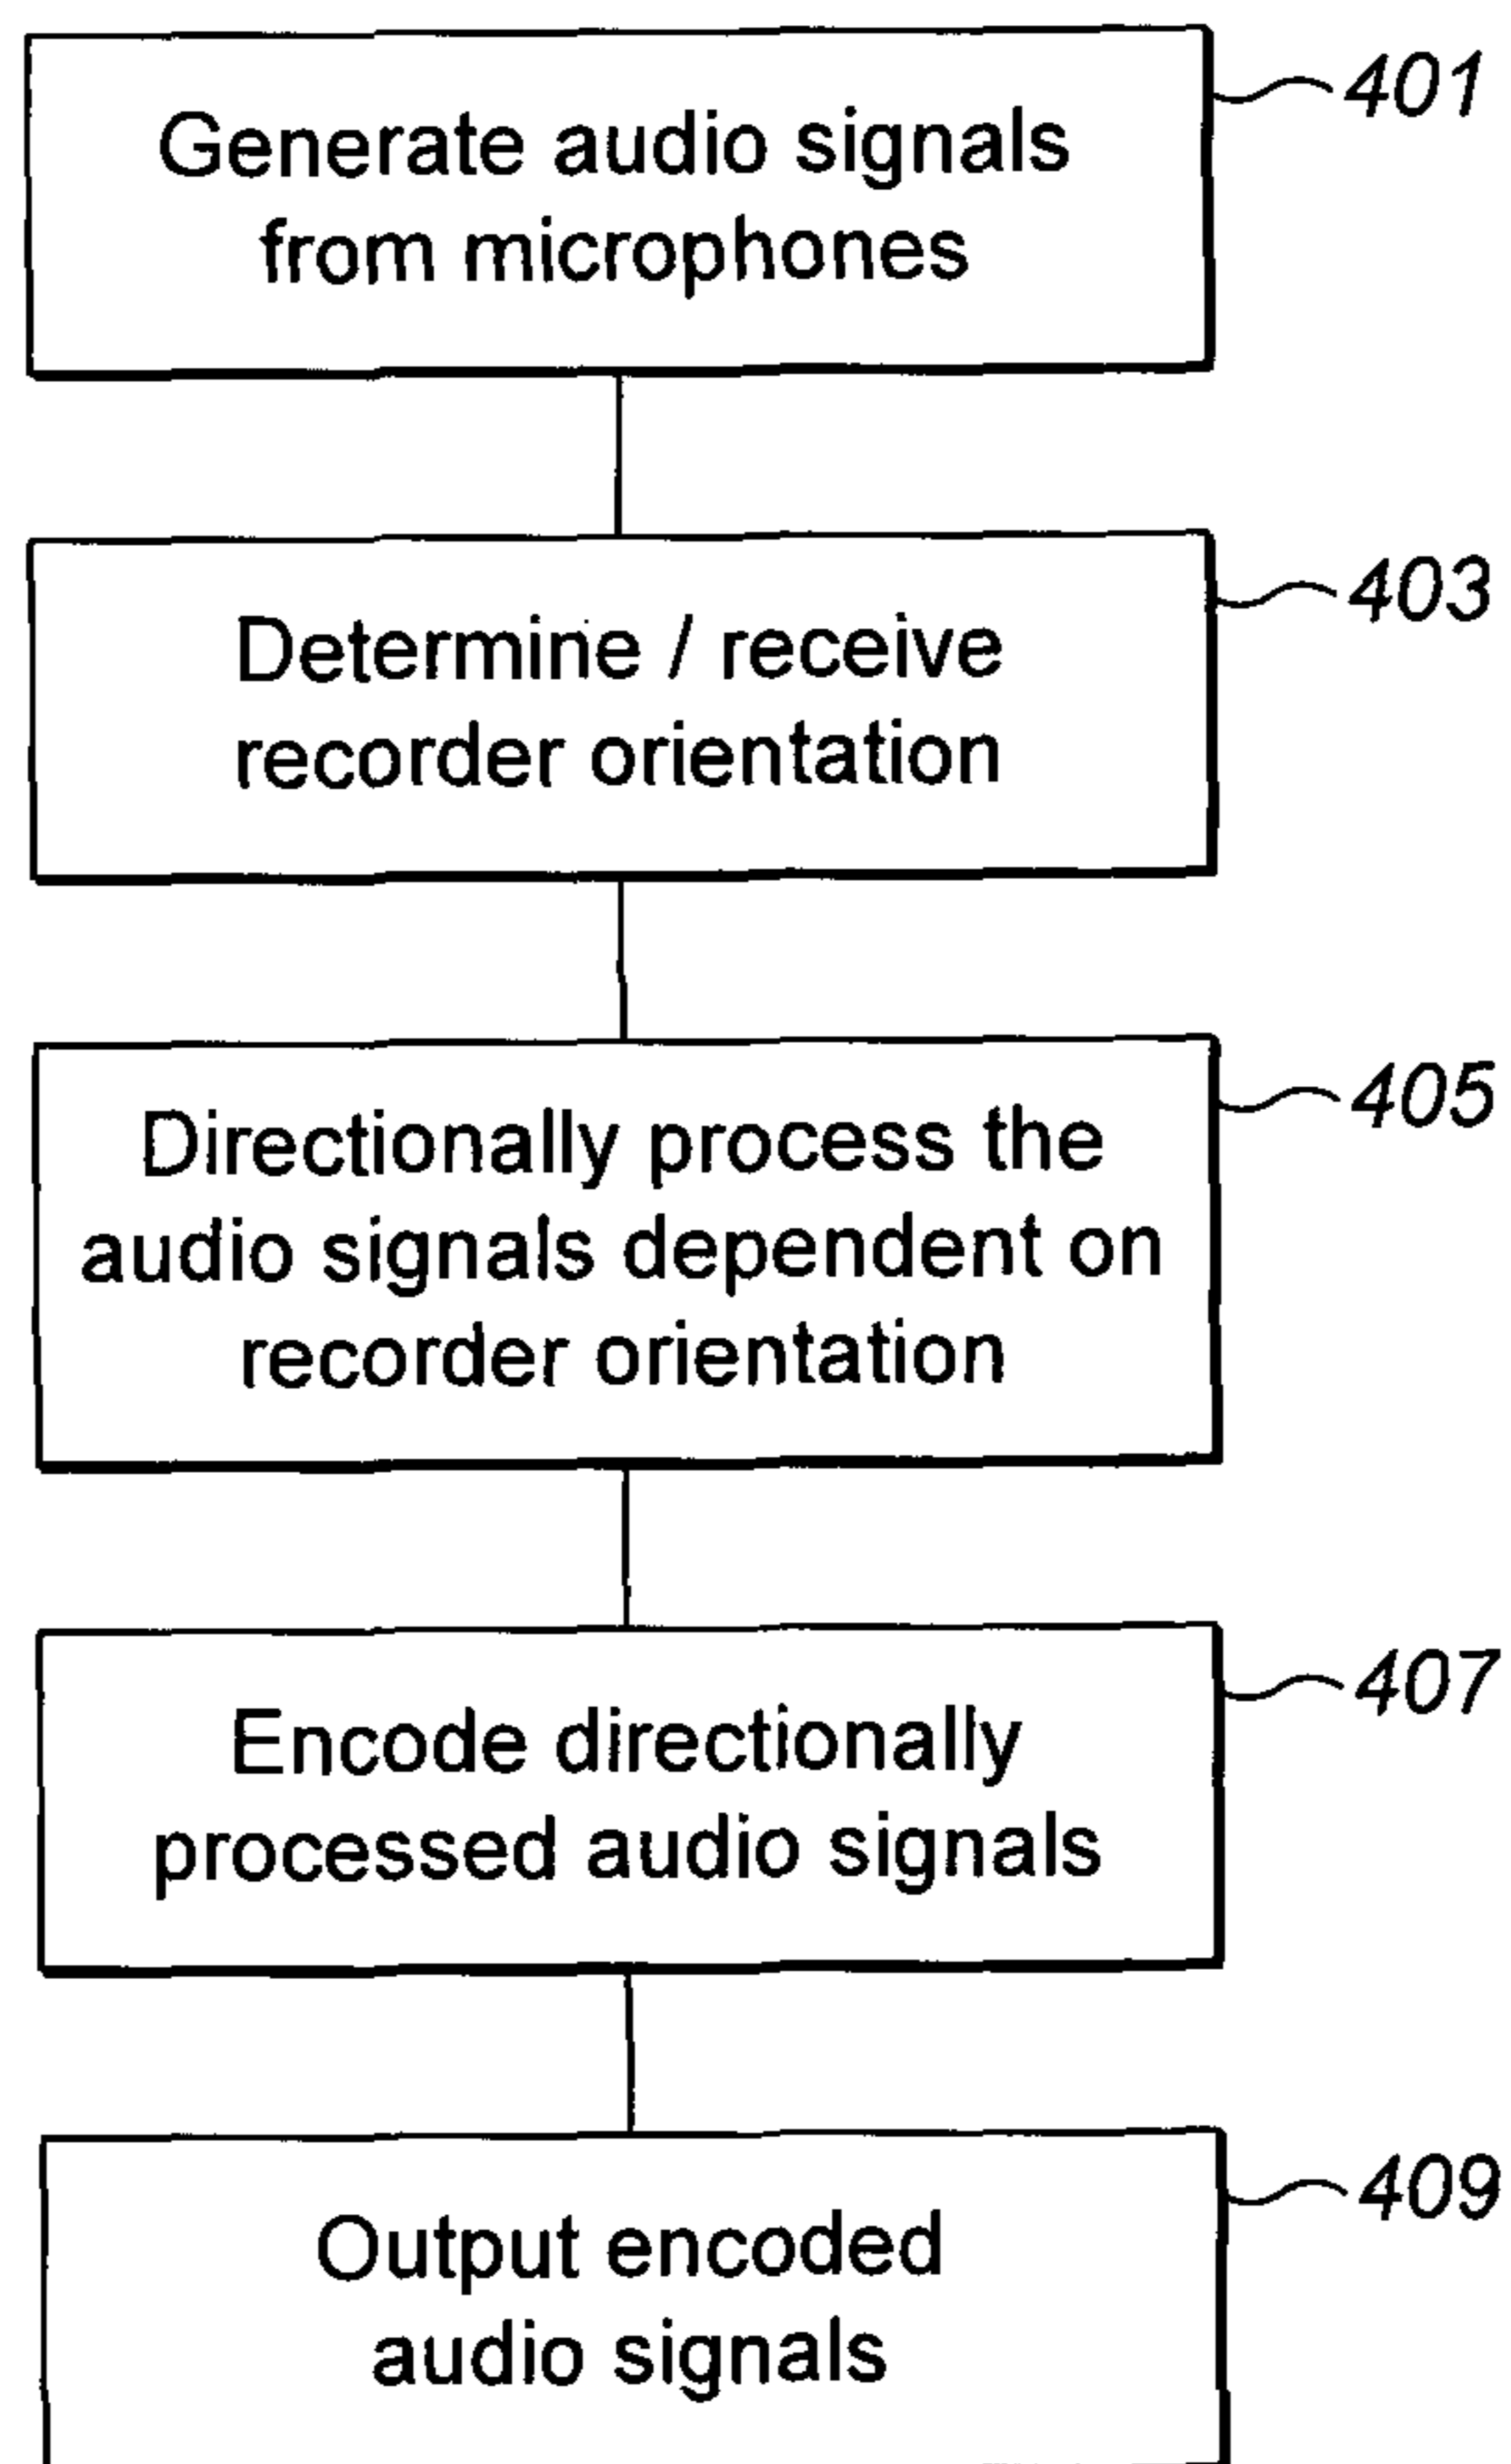 Generate audio signals
from microphones
401
Determine / receive
recorder orientation
403
Directionally process the
audio signals dependent on
recorder orientation
405
Encode directionally
processed audio signals
407
Output encoded
audio signals
409